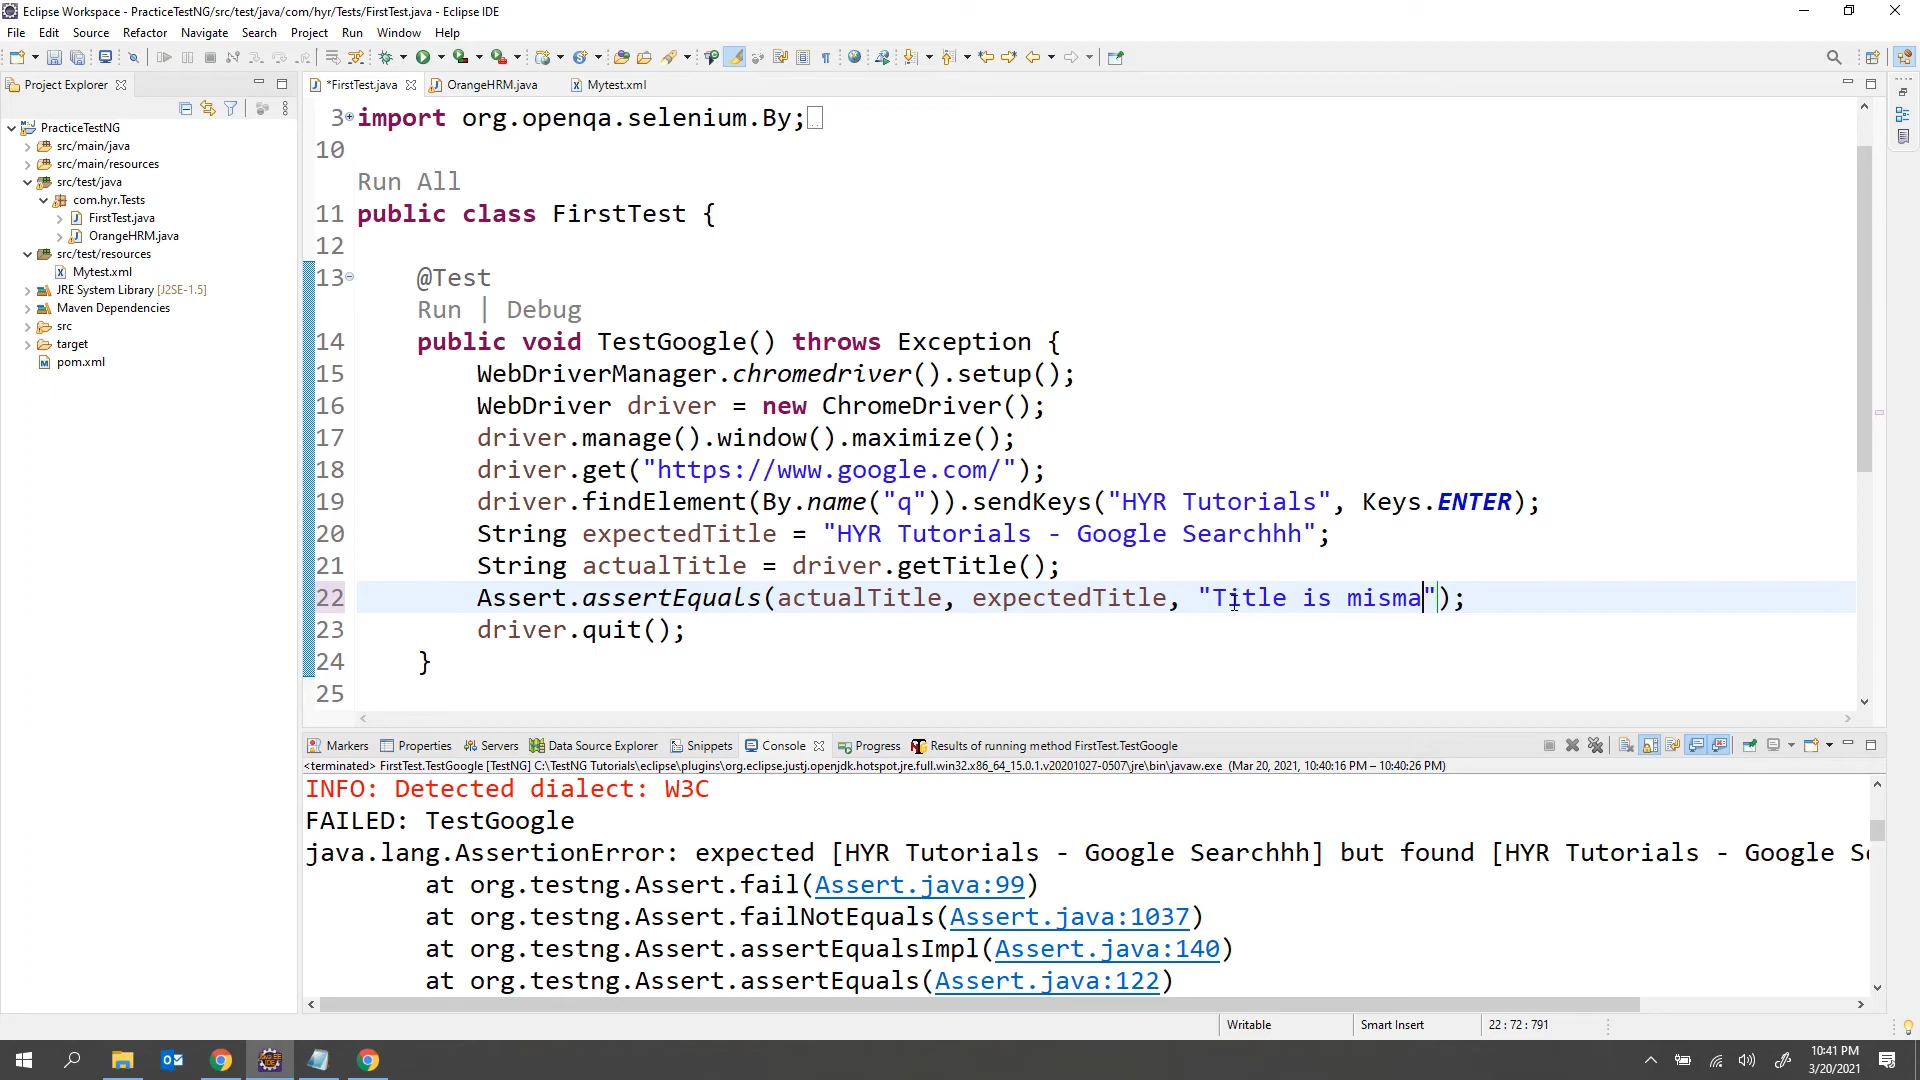 Eclipse Workspace - PracticeTestNG/src/test/java/com/hyr/Tests/FirstTest.java - Eclipse IDE
File Edit Source Refactor Navigate Search Project Run Window Help
Project Explorer
*FirstTest.java OrangeHRM.java Mytest.xml
PracticeTestNG
src/main/java
src/main/resources
src/test/java
com.hyr.Tests
FirstTest.java
OrangeHRM.java
src/test/resources
Mytest.xml
JRE System Library [J2SE-1.5]
Maven Dependencies
src
target
pom.xml
3 import org.openqa.selenium.By;
10
Run All
11 public class FirstTest {
12
13 @Test
Run | Debug
14 public void TestGoogle() throws Exception {
15 WebDriverManager.chromedriver().setup();
16 WebDriver driver = new ChromeDriver();
17 driver.manage().window().maximize();
18 driver.get("https://www.google.com/");
19 driver.findElement(By.name("q")).sendKeys("HYR Tutorials", Keys.ENTER);
20 String expectedTitle = "HYR Tutorials - Google Searchhh";
21 String actualTitle = driver.getTitle();
22 Assert.assertEquals(actualTitle, expectedTitle, "Title is misma");
23 driver.quit();
24 }
25
Markers Properties Servers Data Source Explorer Snippets Console Progress Results of running method FirstTest.TestGoogle
<terminated> FirstTest.TestGoogle [TestNG] C:\TestNG Tutorials\eclipse\plugins\org.eclipse.justj.openjdk.hotspot.jre.full.win32.x86_64_15.0.1.v20201027-0507\jre\bin\javaw.exe (Mar 20, 2021, 10:40:16 PM – 10:40:26 PM)
INFO: Detected dialect: W3C
FAILED: TestGoogle
java.lang.AssertionError: expected [HYR Tutorials - Google Searchhh] but found [HYR Tutorials - Google S
at org.testng.Assert.fail(Assert.java:99)
at org.testng.Assert.failNotEquals(Assert.java:1037)
at org.testng.Assert.assertEqualsImpl(Assert.java:140)
at org.testng.Assert.assertEquals(Assert.java:122)
Writable Smart Insert 22 : 72 : 791
10:41 PM
3/20/2021